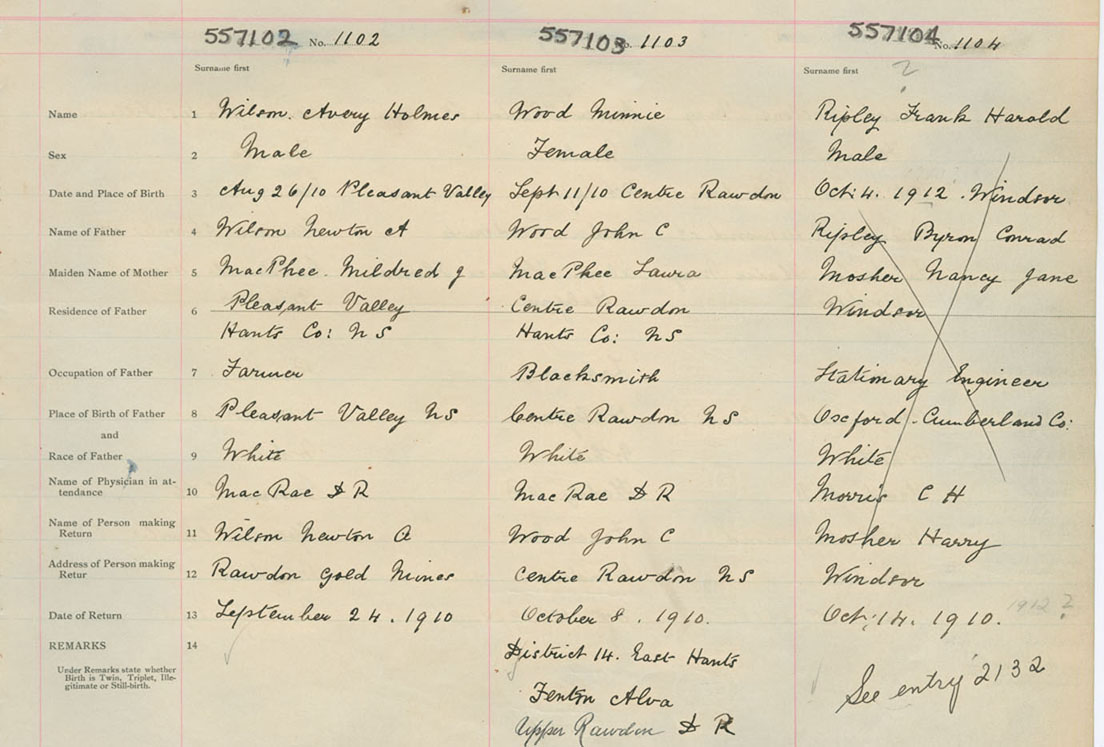 557102 No. 1102 557103 No. 1103 557104 No. 1104
Surname first Surname first Surname first ?
Name 1 Wilson. Avery Holmes Wood Minnie Ripley Frank Harold
Sex 2 Male Female Male
Date and Place of Birth 3 Aug 26/10 Pleasant Valley Sept 11/10 Centre Rawdon Oct. 4. 1912. Windsor
Name of Father 4 Wilson Newton A Wood John C Ripley Byron Conrad
Maiden Name of Mother 5 MacPhee. Mildred J MacPhee Laura Mosher Nancy Jane
Residence of Father 6 Pleasant Valley Centre Rawdon Windsor
Hants Co: NS Hants Co: NS
Occupation of Father 7 Farmer Blacksmith Stationary Engineer
Place of Birth of Father 8 Pleasant Valley NS Centre Rawdon NS Oxford - Cumberland Co:
and
Race of Father 9 White White White
Name of Physician in at-
tendance 10 MacRae D R MacRae D R Morris C H
Name of Person making
Return 11 Wilson Newton A Wood John C Mosher Harry
Address of Person making
Retur 12 Rawdon Gold Mines Centre Rawdon NS Windsor
Date of Return 13 September 24. 1910 October 8. 1910. Oct. 14. 1910. 1912?
REMARKS 14 District 14. East Hants See entry 2132
Under Remarks state whether
Birth is Twin, Triplet, Ille-
gitimate or Still-birth.
Fenton Alva
Upper Rawdon D R